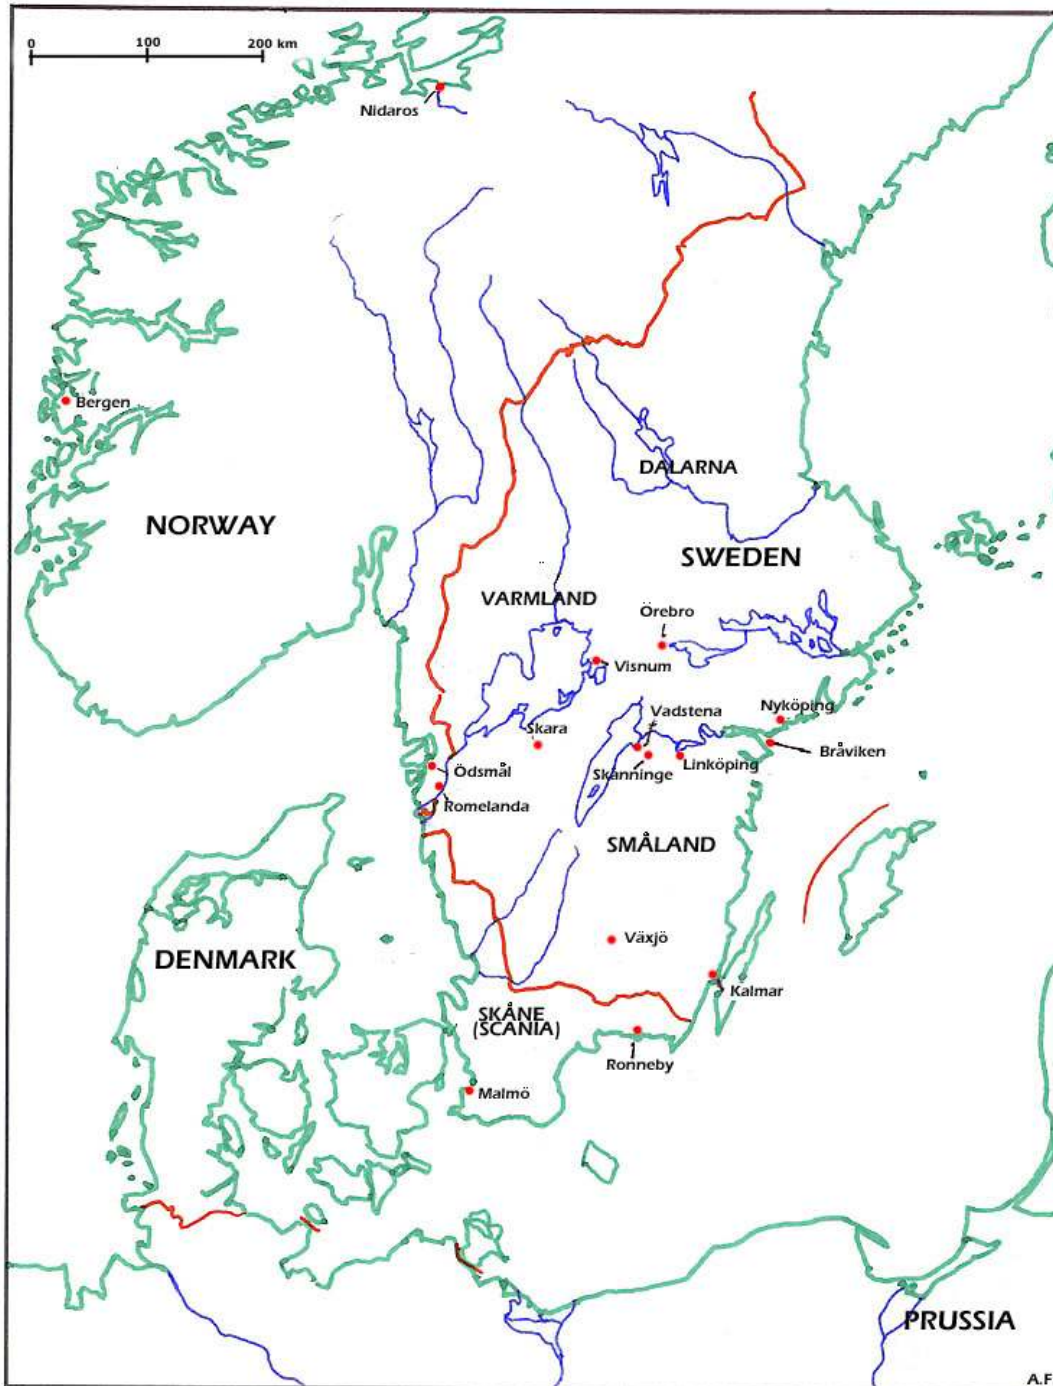 0 100 200 km
Nidaros
Bergen
DALARNA
NORWAY
SWEDEN
VARMLAND
Örebro
Visnum
Vadstena
Nyköping
Skara
Bråviken
Ödsmål
Skänninge
Linköping
Romelanda
SMÅLAND
Växjö
DENMARK
Kalmar
SKÅNE
(SCANIA)
Ronneby
Malmö
PRUSSIA
A.F